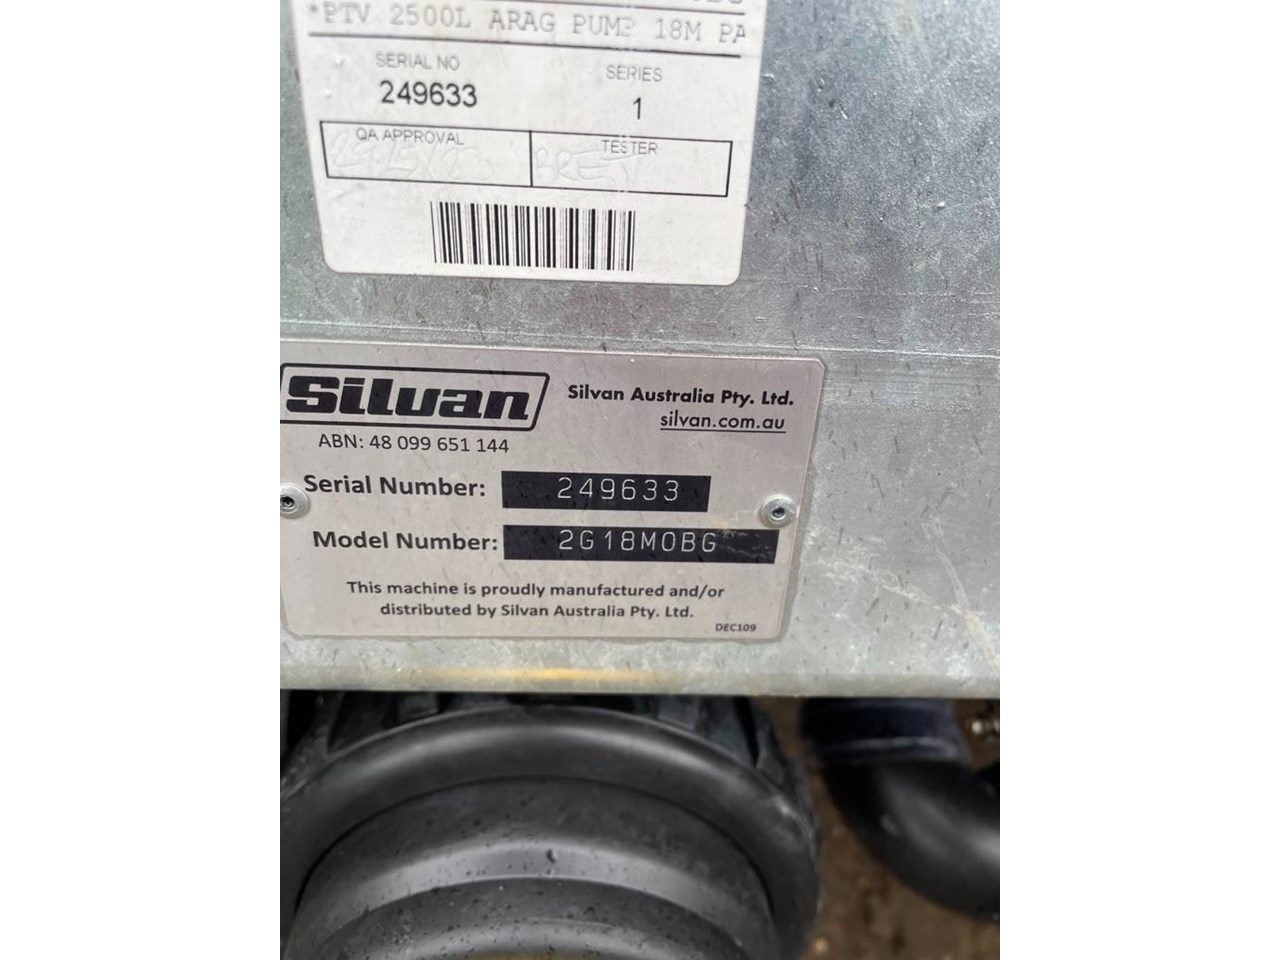 *PTV 2500L ARAG PUMP 18M PA
SERIAL NO
249633
SERIES
1
QA APPROVAL
TESTER
BRET
Silvan
Silvan Australia Pty. Ltd.
silvan.com.au
ABN: 48 099 651 144
Serial Number: 249633
Model Number: 2G18M0BG
This machine is proudly manufactured and/or
distributed by Silvan Australia Pty. Ltd.
DEC109